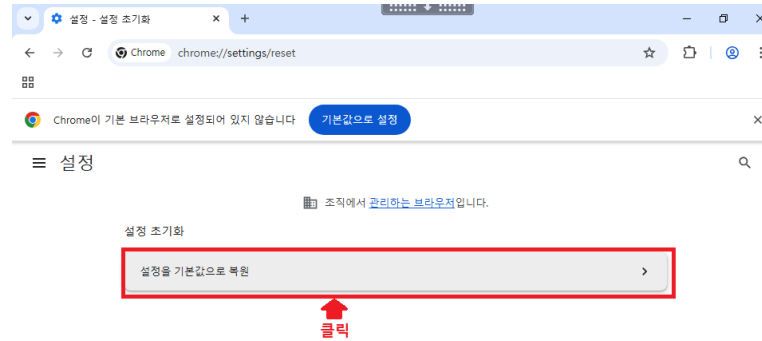 설정 - 설정 초기화
Chrome chrome://settings/reset
Chrome이 기본 브라우저로 설정되어 있지 않습니다 기본값으로 설정
설정
조직에서 관리하는 브라우저입니다.
설정 초기화
설정을 기본값으로 복원
클릭